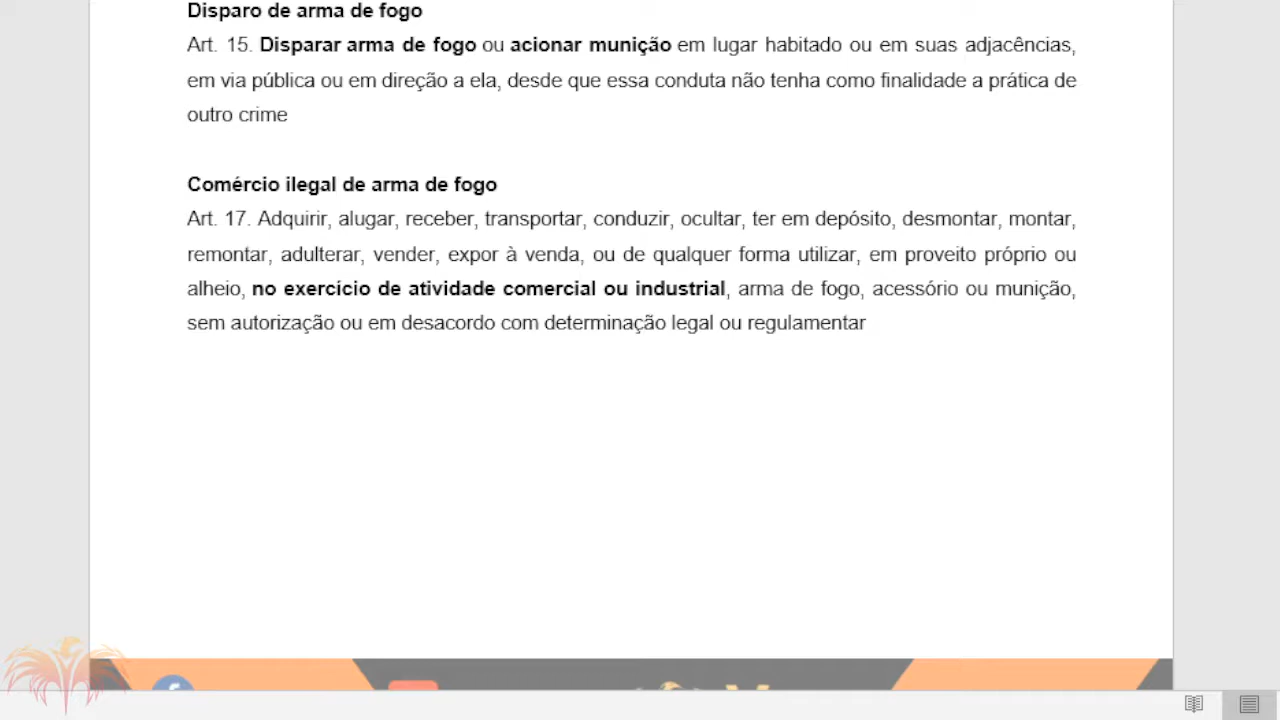 Disparo de arma de fogo
Art. 15. Disparar arma de fogo ou acionar munição em lugar habitado ou em suas adjacências,
em via pública ou em direção a ela, desde que essa conduta não tenha como finalidade a prática de
outro crime
Comércio ilegal de arma de fogo
Art. 17. Adquirir, alugar, receber, transportar, conduzir, ocultar, ter em depósito, desmontar, montar,
remontar, adulterar, vender, expor à venda, ou de qualquer forma utilizar, em proveito próprio ou
alheio, no exercício de atividade comercial ou industrial, arma de fogo, acessório ou munição,
sem autorização ou em desacordo com determinação legal ou regulamentar